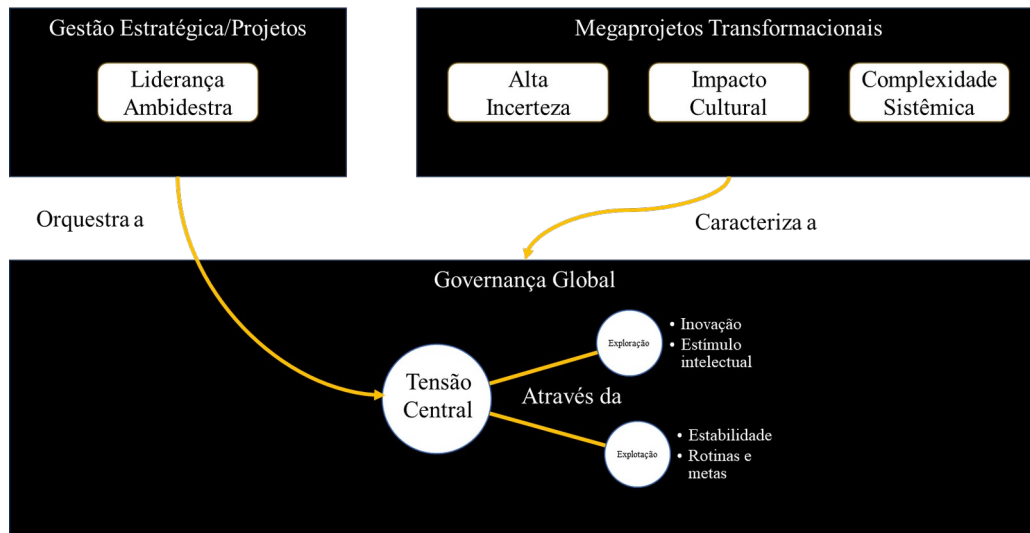 Gestão Estratégica/Projetos
Liderança
Ambidestra
Megaprojetos Transformacionais
Alta
Incerteza
Impacto
Cultural
Complexidade
Sistêmica
Orquestra a
Caracteriza a
Governança Global
Tensão
Central
Através da
Exploração
• Inovação
• Estímulo
intelectual
Explotação
• Estabilidade
• Rotinas e
metas